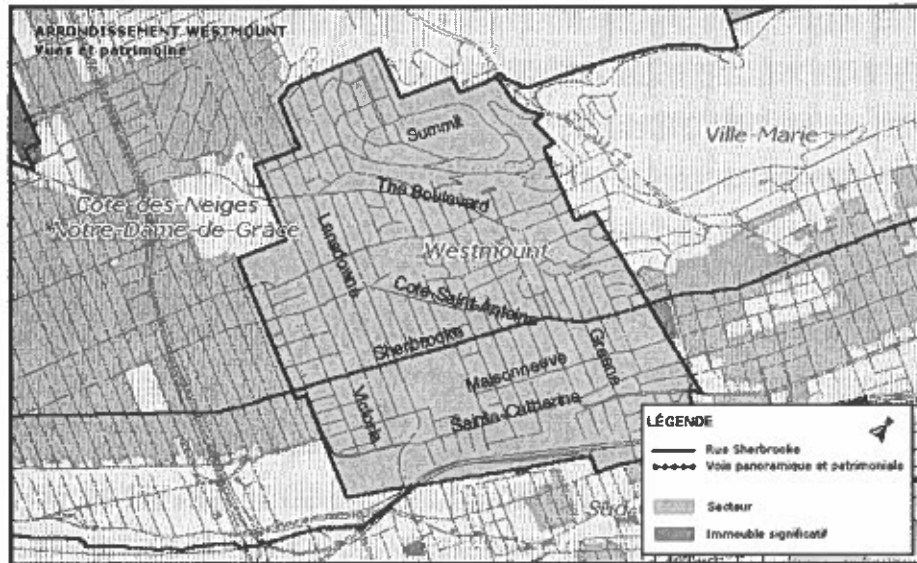 ARRONDISSEMENT WESTMOUNT
Vues et patrimoine
Summit
Ville-Marie
The Boulevard
Côte-des-Neiges
Notre-Dame-de-Grâce
Lansdowne
Westmount
Côte-Saint-Antoine
Sherbrooke
Greene
Maisonneuve
Victoria
Sainte-Catherine
Sud
LÉGENDE
Rue Sherbrooke
Voie panoramique et patrimoniale
Secteur
Immeuble significatif